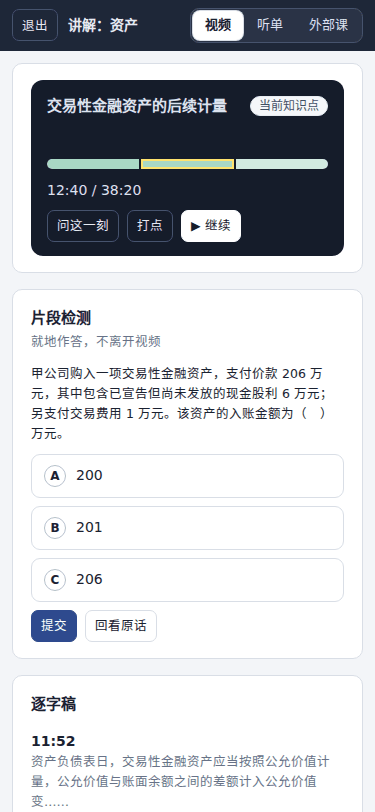 退出 讲解：资产 视频 听单 外部课
交易性金融资产的后续计量 当前知识点
12:40 / 38:20
问这一刻 打点 ▶ 继续
片段检测
就地作答，不离开视频
甲公司购入一项交易性金融资产，支付价款 206 万
元，其中包含已宣告但尚未发放的现金股利 6 万元；
另支付交易费用 1 万元。该资产的入账金额为（　）
万元。
A 200
B 201
C 206
提交 回看原话
逐字稿
11:52
资产负债表日，交易性金融资产应当按照公允价值计
量，公允价值与账面余额之间的差额计入公允价值
变……